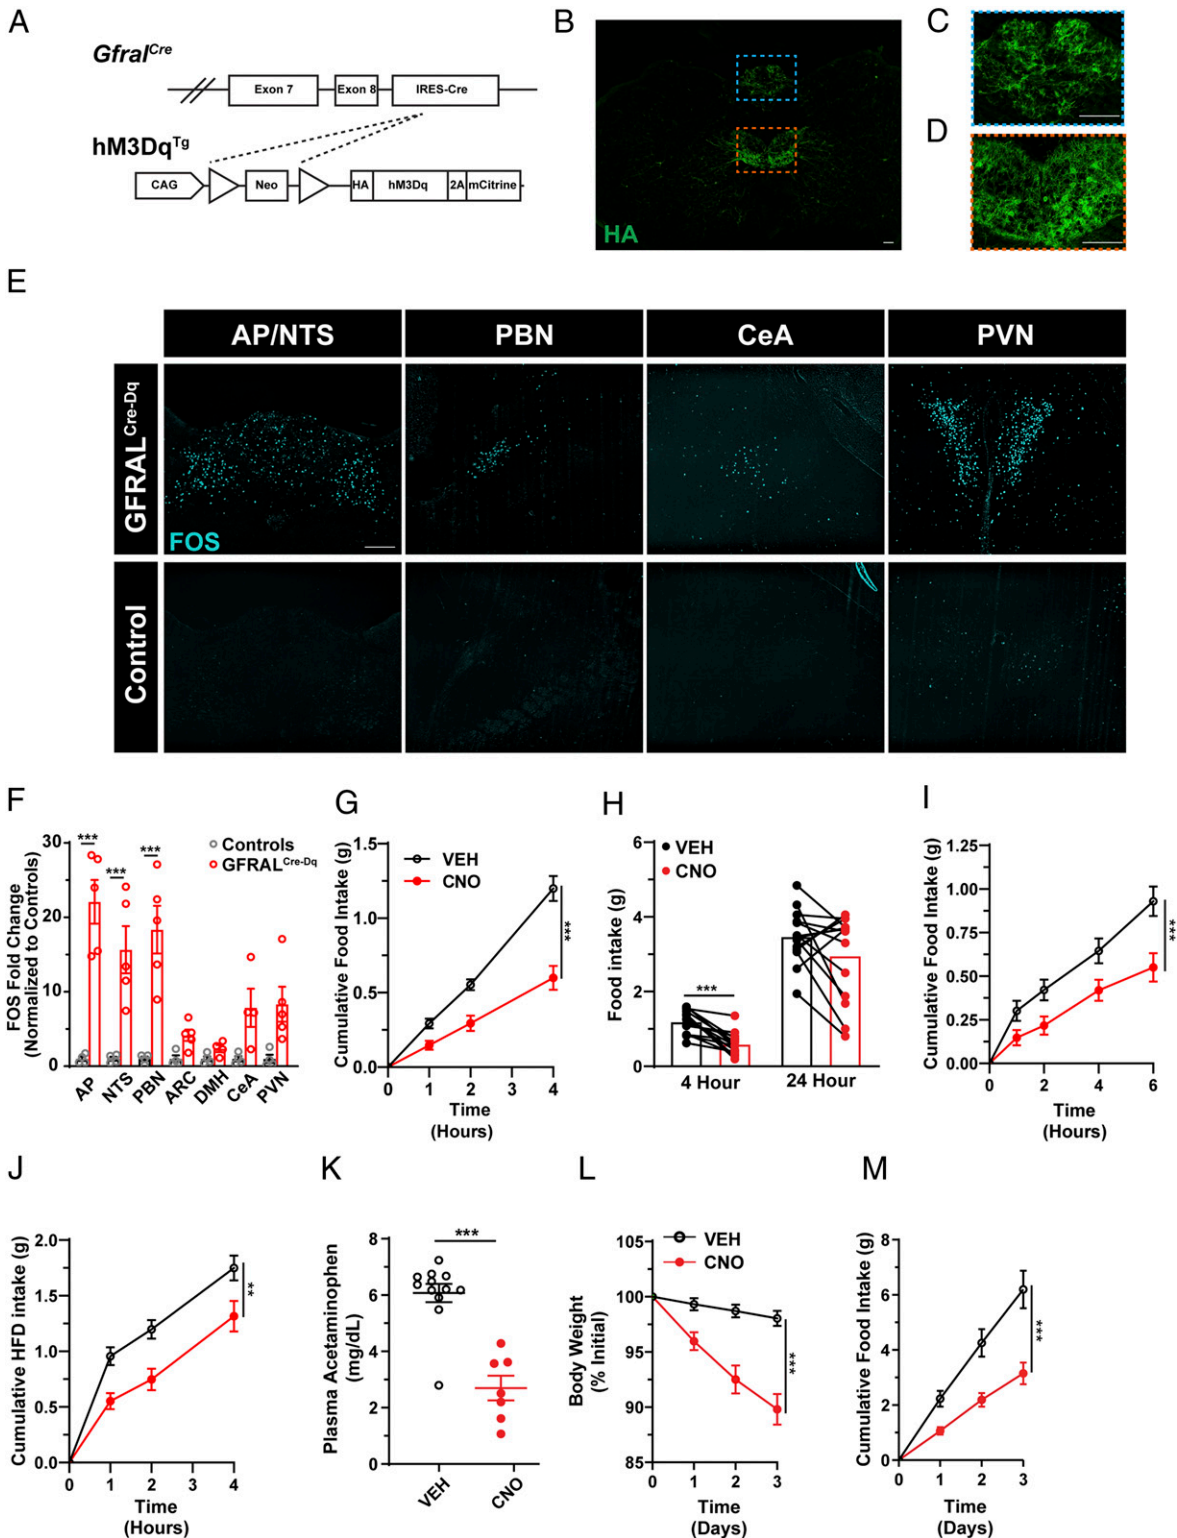 A
Gfral^Cre
Exon 7 Exon 8 IRES-Cre
hM3Dq^Tg
CAG Neo HA hM3Dq 2A mCitrine
B
HA
C
D
E
AP/NTS PBN CeA PVN
GFRAL^Cre-Dq
FOS
Control
F
FOS Fold Change
(Normalized to Controls)
30
20
10
0
*** *** ***
Controls
GFRAL^Cre-Dq
AP NTS PBN ARC DMH CeA PVN
G
Cumulative Food Intake (g)
1.5
1.0
0.5
0.0
VEH
CNO
***
0 1 2 3 4
Time
(Hours)
H
Food intake (g)
6
4
2
0
VEH
CNO
***
4 Hour 24 Hour
I
Cumulative Food Intake (g)
1.25
1.00
0.75
0.50
0.25
0.00
***
0 2 4 6
Time
(Hours)
J
Cumulative HFD intake (g)
2.0
1.5
1.0
0.5
0.0
**
0 1 2 3 4
Time
(Hours)
K
Plasma Acetaminophen
(mg/dL)
8
6
4
2
0
***
VEH CNO
L
Body Weight
(% Initial)
105
100
95
90
85
VEH
CNO
***
0 1 2 3
Time
(Days)
M
Cumulative Food Intake (g)
8
6
4
2
0
***
0 1 2 3
Time
(Days)